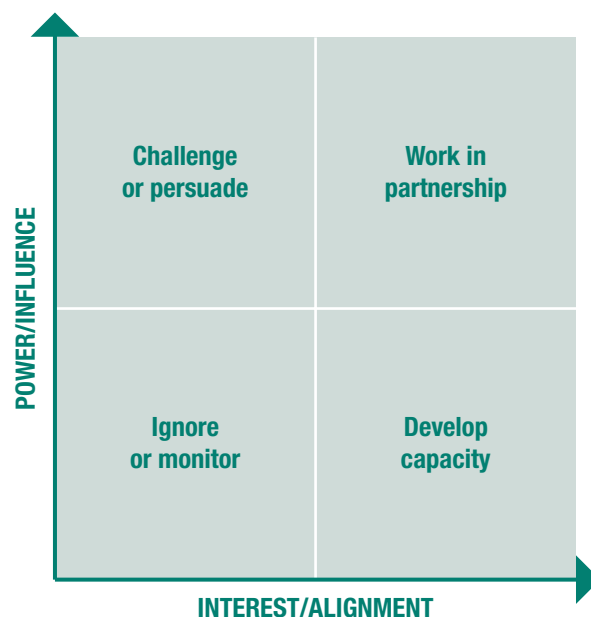 Challenge
or persuade
Work in
partnership
POWER/INFLUENCE
Ignore
or monitor
Develop
capacity
INTEREST/ALIGNMENT